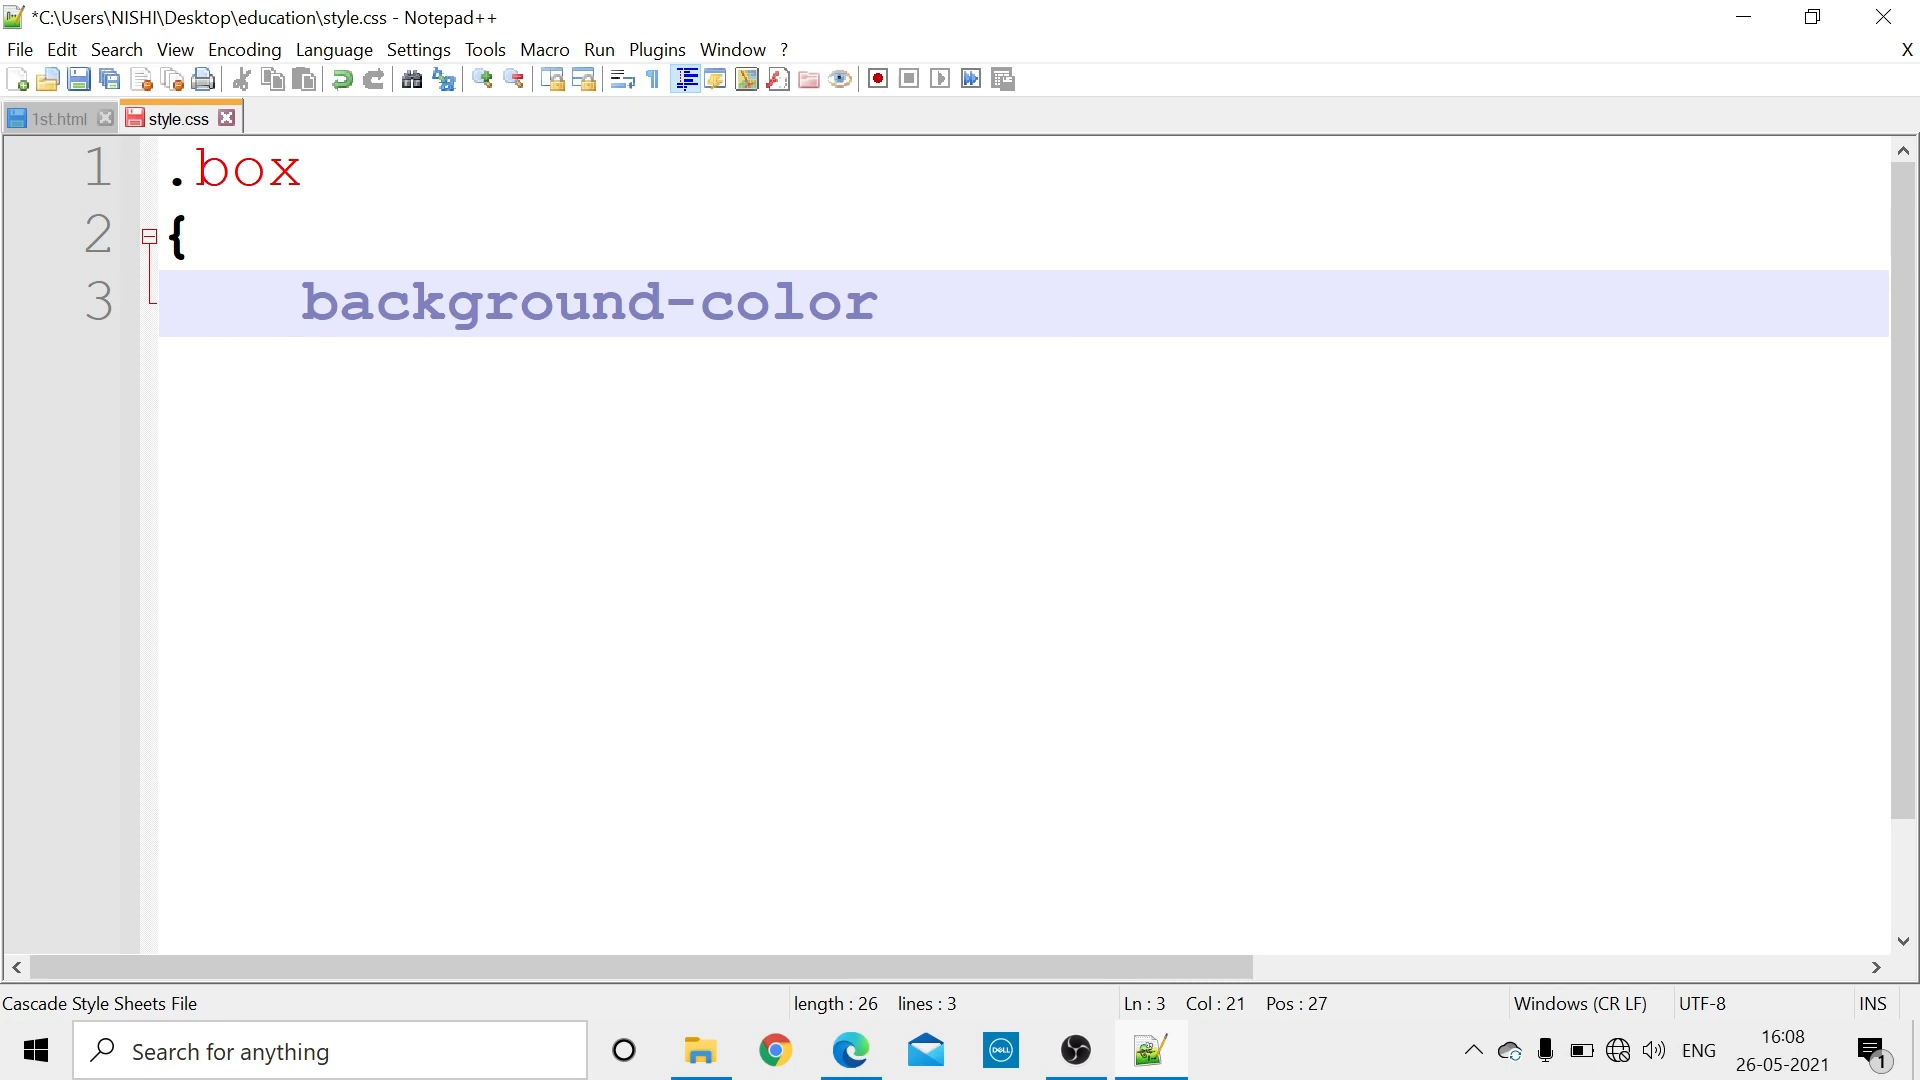 *C:\Users\NISHI\Desktop\education\style.css - Notepad++
File Edit Search View Encoding Language Settings Tools Macro Run Plugins Window ? X
1st.html style.css
1 .box
2 {
3 background-color
Cascade Style Sheets File length : 26 lines : 3 Ln : 3 Col : 21 Pos : 27 Windows (CR LF) UTF-8 INS
Search for anything DELL ENG 16:08
26-05-2021 1